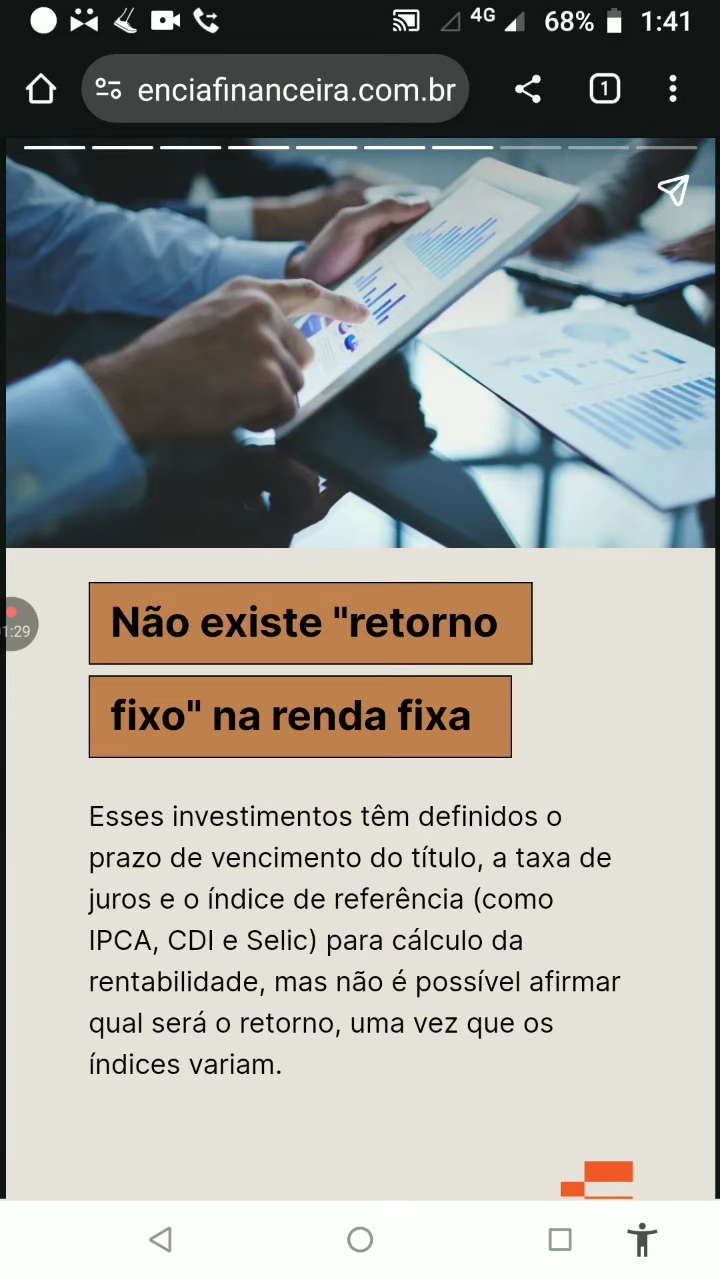 4G 68% 1:41
enciafinanceira.com.br
1
Não existe "retorno
1:29
fixo" na renda fixa
Esses investimentos têm definidos o
prazo de vencimento do título, a taxa de
juros e o índice de referência (como
IPCA, CDI e Selic) para cálculo da
rentabilidade, mas não é possível afirmar
qual será o retorno, uma vez que os
índices variam.